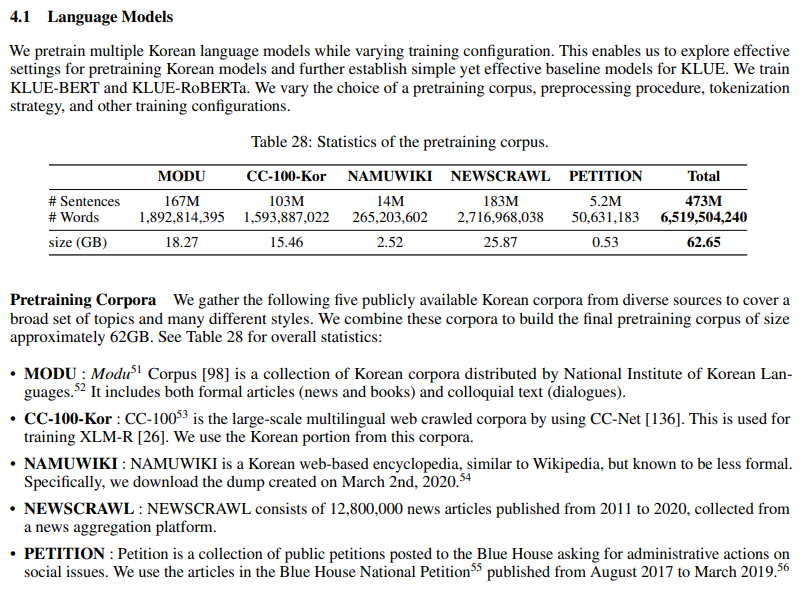 4.1 Language Models
We pretrain multiple Korean language models while varying training configuration. This enables us to explore effective
settings for pretraining Korean models and further establish simple yet effective baseline models for KLUE. We train
KLUE-BERT and KLUE-RoBERTa. We vary the choice of a pretraining corpus, preprocessing procedure, tokenization
strategy, and other training configurations.
Table 28: Statistics of the pretraining corpus.
MODU CC-100-Kor NAMUWIKI NEWSCRAWL PETITION Total
# Sentences 167M 103M 14M 183M 5.2M 473M
# Words 1,892,814,395 1,593,887,022 265,203,602 2,716,968,038 50,631,183 6,519,504,240
size (GB) 18.27 15.46 2.52 25.87 0.53 62.65
Pretraining Corpora We gather the following five publicly available Korean corpora from diverse sources to cover a
broad set of topics and many different styles. We combine these corpora to build the final pretraining corpus of size
approximately 62GB. See Table 28 for overall statistics:
• MODU : Modu51 Corpus [98] is a collection of Korean corpora distributed by National Institute of Korean Lan-
guages.52 It includes both formal articles (news and books) and colloquial text (dialogues).
• CC-100-Kor : CC-10053 is the large-scale multilingual web crawled corpora by using CC-Net [136]. This is used for
training XLM-R [26]. We use the Korean portion from this corpora.
• NAMUWIKI : NAMUWIKI is a Korean web-based encyclopedia, similar to Wikipedia, but known to be less formal.
Specifically, we download the dump created on March 2nd, 2020.54
• NEWSCRAWL : NEWSCRAWL consists of 12,800,000 news articles published from 2011 to 2020, collected from
a news aggregation platform.
• PETITION : Petition is a collection of public petitions posted to the Blue House asking for administrative actions on
social issues. We use the articles in the Blue House National Petition55 published from August 2017 to March 2019.56